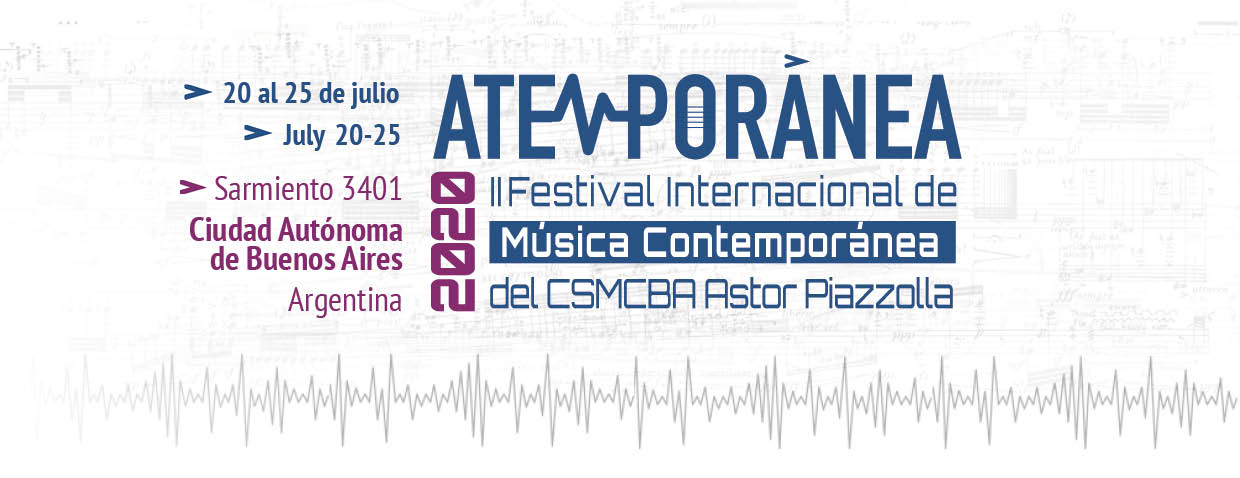 20 al 25 de julio
July 20-25
Sarmiento 3401
Ciudad Autónoma
de Buenos Aires
Argentina
ATEMPORÁNEA
2020
II Festival Internacional de
Música Contemporánea
del CSMCBA Astor Piazzolla